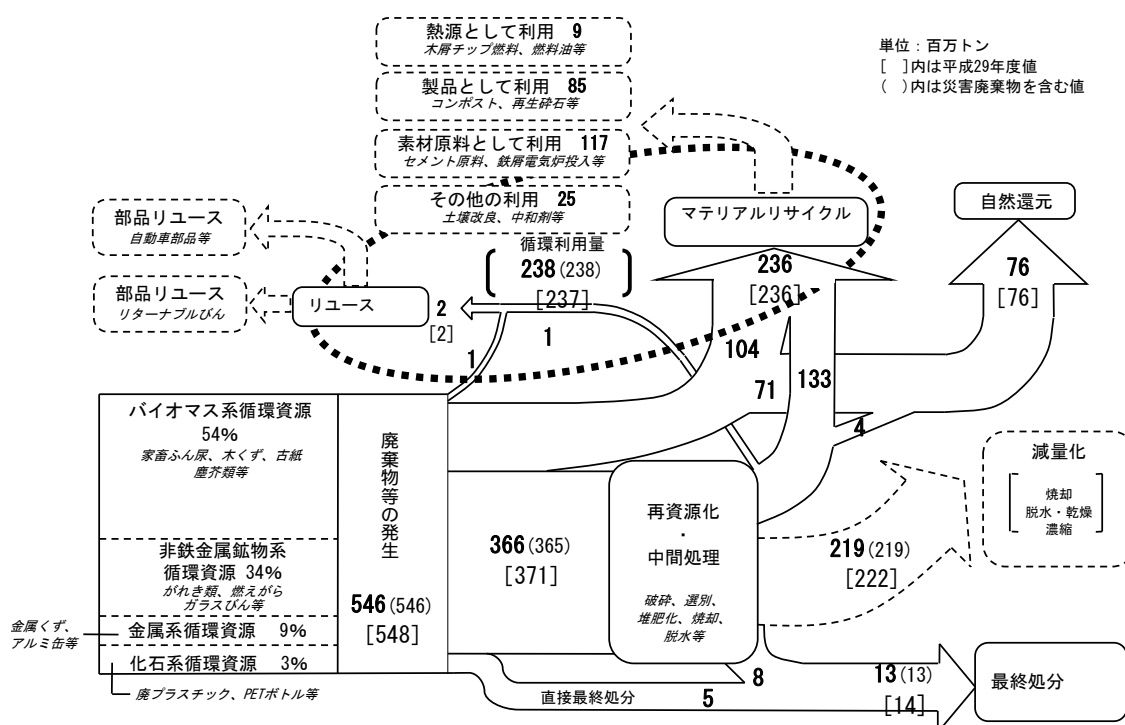 熱源として利用 9
木屑チップ燃料、燃料油等
製品として利用 85
コンポスト、再生砕石等
素材原料として利用 117
セメント原料、鉄屑電気炉投入等
その他の利用 25
土壌改良、中和剤等
単位：百万トン
[ ]内は平成29年度値
( )内は災害廃棄物を含む値
部品リユース
自動車部品等
部品リユース
リターナブルびん
リユース
2
[2]
循環利用量
238(238)
[237]
マテリアルリサイクル
236
[236]
自然還元
76
[76]
1
1
104
71
133
4
バイオマス系循環資源
54%
家畜ふん尿、木くず、古紙
塵芥類等
非鉄金属鉱物系
循環資源 34%
がれき類、燃えがら
ガラスびん等
金属系循環資源 9%
金属くず、
アルミ缶等
化石系循環資源 3%
廃プラスチック、PETボトル等
廃棄物等の発生
546(546)
[548]
366(365)
[371]
再資源化
・
中間処理
破砕、選別、
堆肥化、焼却、
脱水等
減量化
焼却
脱水・乾燥
濃縮
219(219)
[222]
8
直接最終処分
5
13(13)
[14]
最終処分